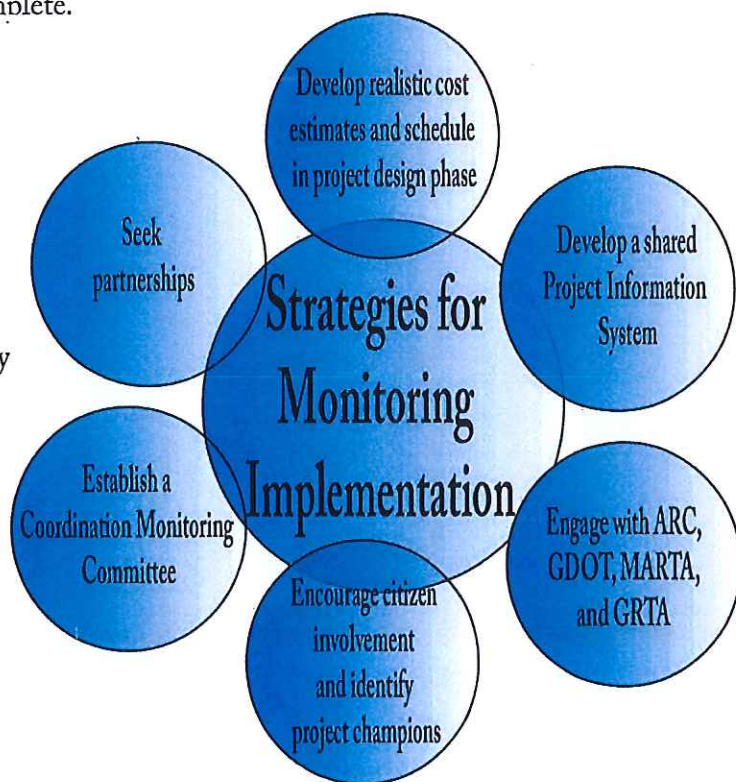 Develop realistic cost
estimates and schedule
in project design phase
Seek
partnerships
Develop a shared
Project Information
System
Strategies for
Monitoring
Implementation
y
Establish a
Coordination Monitoring
Committee
Engage with ARC,
GDOT, MARTA,
and GRTA
Encourage citizen
involvement
and identify
project champions